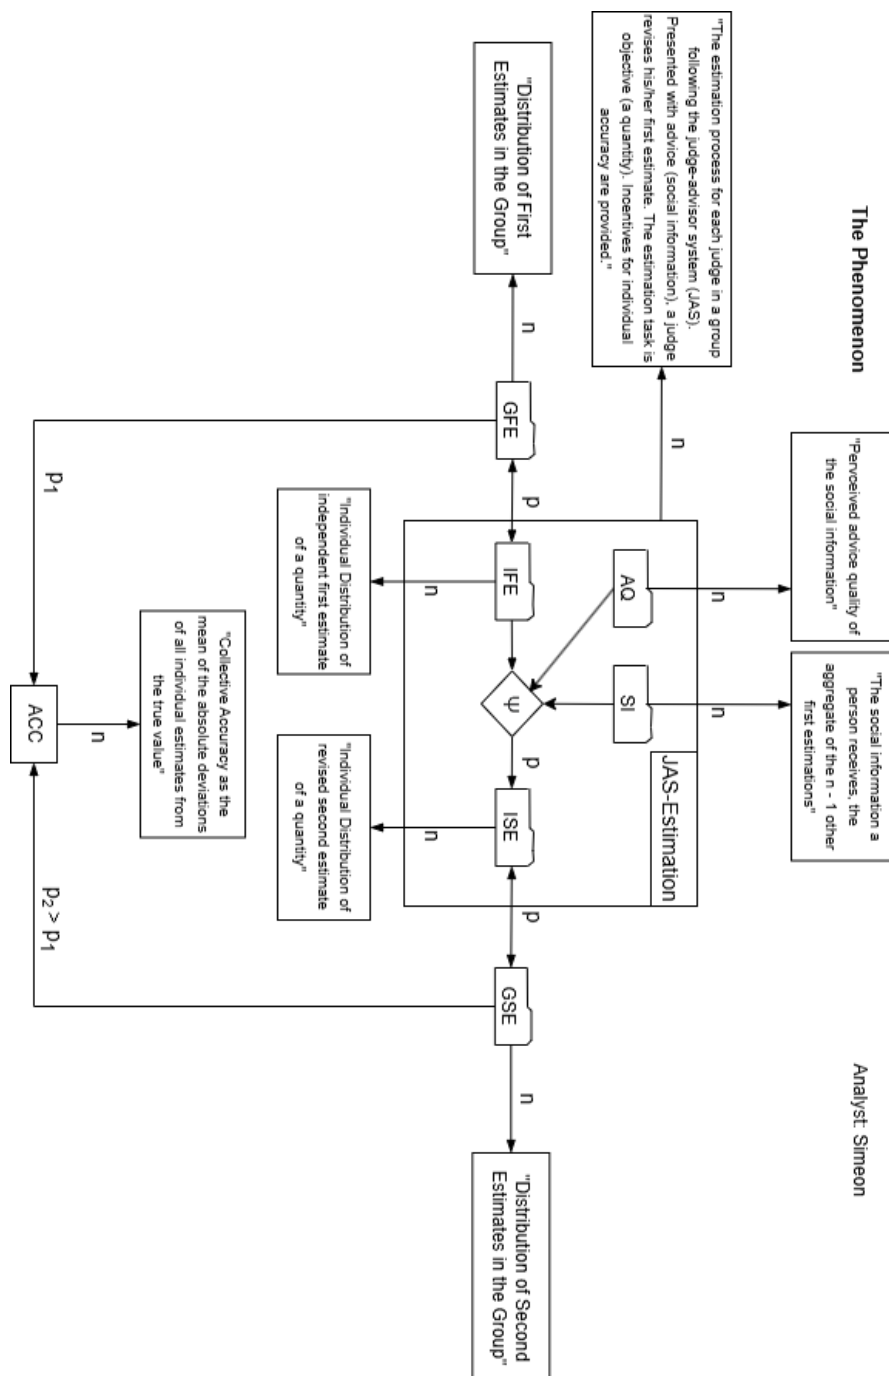 The Phenomenon
Analyst: Simeon
"Pervceived advice quality of
the social information"
"The social information a
person receives, the
aggregate of the n - 1 other
first estimations"
"The estimation process for each judge in a group
following the judge-advisor system (JAS).
Presented with advice (social information), a judge
revises his/her first estimate. The estimation task is
objective (a quantity). Incentives for individual
accuracy are provided."
n
n
n
JAS-Estimation
AQ
SI
"Distribution of First
Estimates in the Group"
n
GFE
p
IFE
Ψ
p
ISE
p
GSE
n
"Distribution of Second
Estimates in the Group"
n
n
"Individual Distribution of
independent first estimate
of a quantity"
"Individual Distribution of
revised second estimate
of a quantity"
"Collective Accuracy as the
mean of the absolute deviations
of all individual estimates from
the true value"
n
p₁
ACC
p₂ > p₁